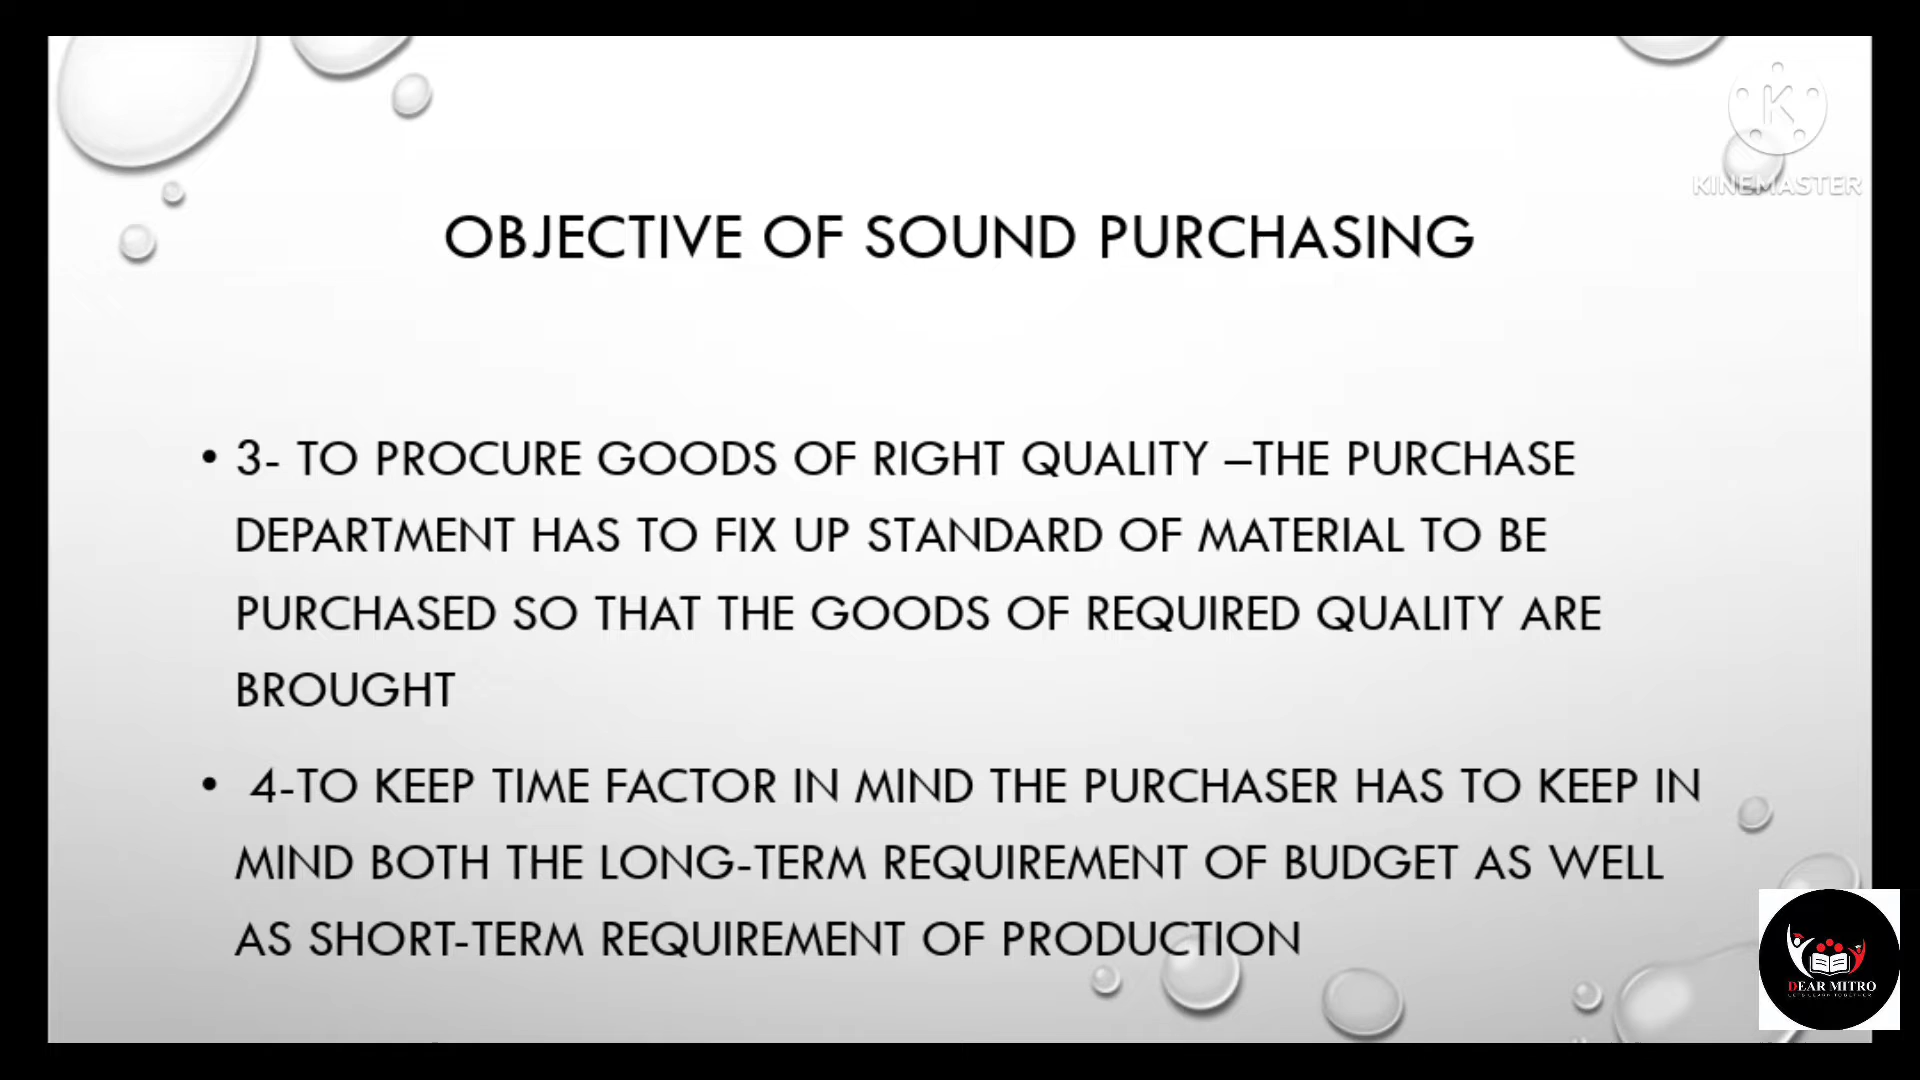 KINEMASTER
OBJECTIVE OF SOUND PURCHASING
• 3- TO PROCURE GOODS OF RIGHT QUALITY –THE PURCHASE
DEPARTMENT HAS TO FIX UP STANDARD OF MATERIAL TO BE
PURCHASED SO THAT THE GOODS OF REQUIRED QUALITY ARE
BROUGHT
• 4-TO KEEP TIME FACTOR IN MIND THE PURCHASER HAS TO KEEP IN
MIND BOTH THE LONG-TERM REQUIREMENT OF BUDGET AS WELL
AS SHORT-TERM REQUIREMENT OF PRODUCTION
DEAR MITRO
LET'S LEARN TOGETHER